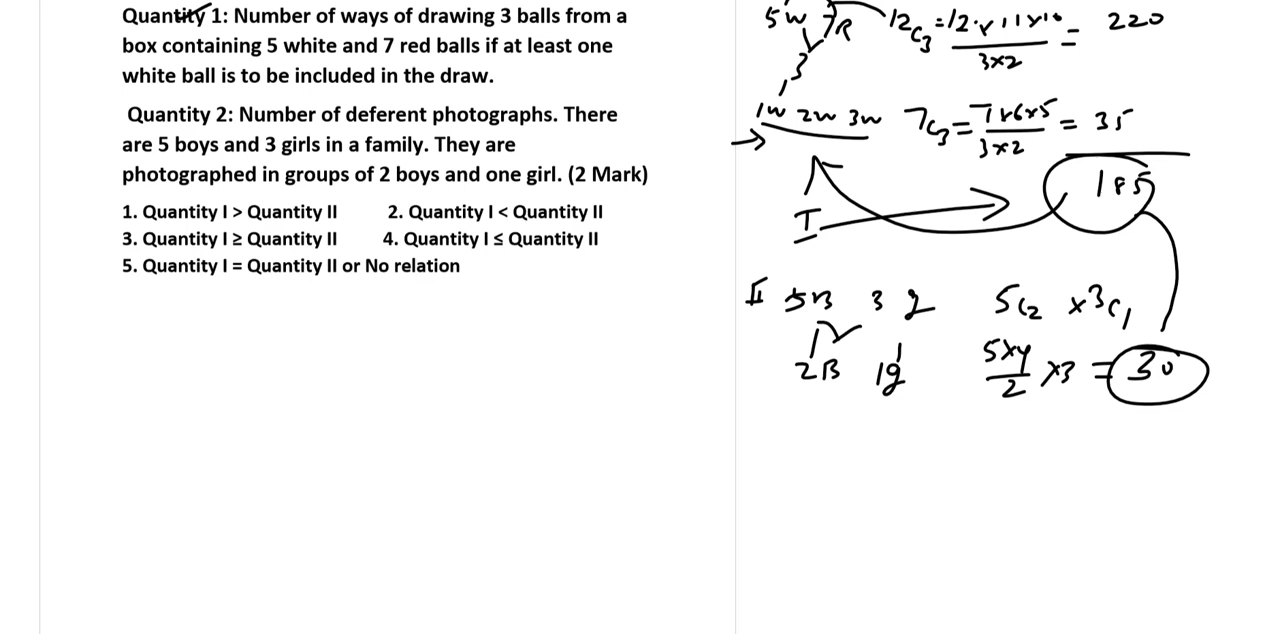 Quantity 1: Number of ways of drawing 3 balls from a
box containing 5 white and 7 red balls if at least one
white ball is to be included in the draw.
Quantity 2: Number of deferent photographs. There
are 5 boys and 3 girls in a family. They are
photographed in groups of 2 boys and one girl. (2 Mark)
1. Quantity I > Quantity II 2. Quantity I < Quantity II
3. Quantity I ≥ Quantity II 4. Quantity I ≤ Quantity II
5. Quantity I = Quantity II or No relation
5W 7R 12C3 = 12×11×10 = 220
3×2
3
1W 2W 3W 7C3 = 7×6×5 = 35
3×2
185
I
II 5B 3 g 5C2 × 3C1
2B 1g 5×4 × 3 = 30
2